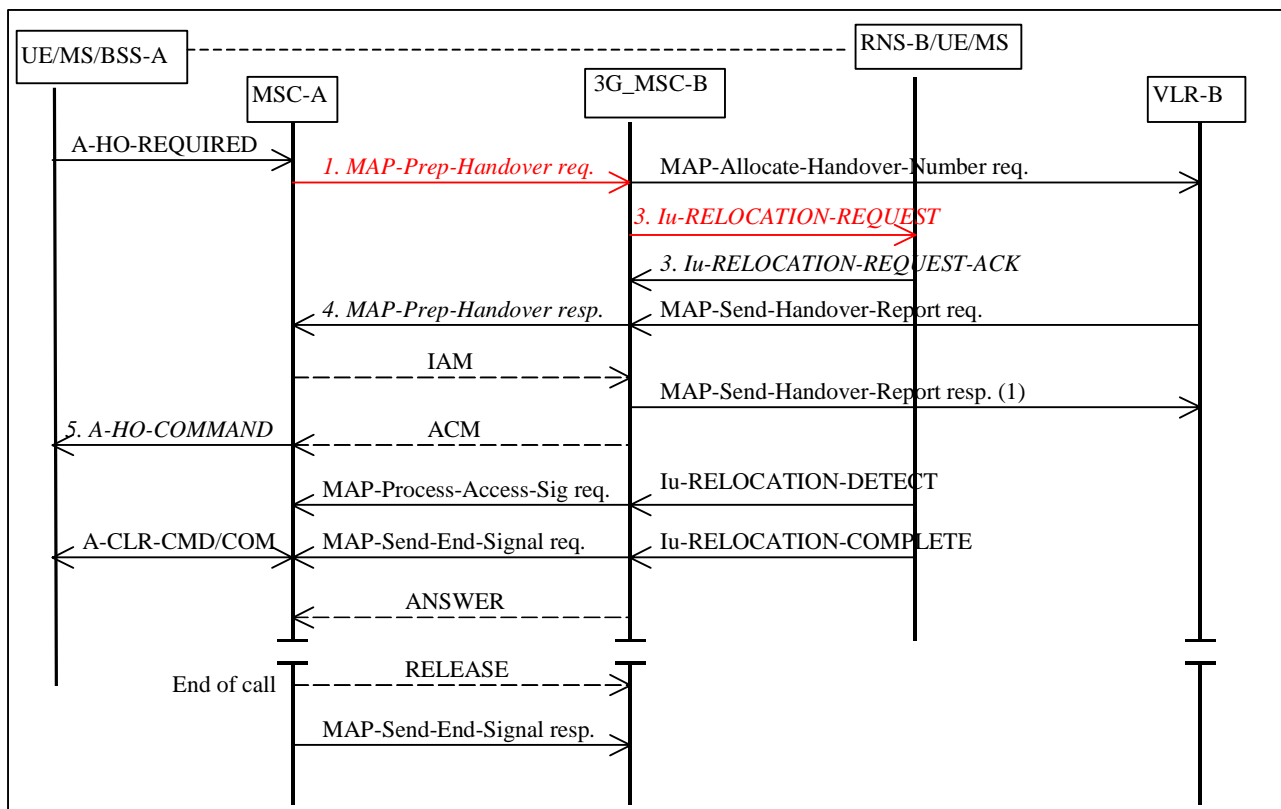 UE/MS/BSS-A
RNS-B/UE/MS
MSC-A
3G_MSC-B
VLR-B
A-HO-REQUIRED
1. MAP-Prep-Handover req.
MAP-Allocate-Handover-Number req.
3. Iu-RELOCATION-REQUEST
3. Iu-RELOCATION-REQUEST-ACK
4. MAP-Prep-Handover resp.
MAP-Send-Handover-Report req.
IAM
MAP-Send-Handover-Report resp. (1)
5. A-HO-COMMAND
ACM
MAP-Process-Access-Sig req.
Iu-RELOCATION-DETECT
A-CLR-CMD/COM
MAP-Send-End-Signal req.
Iu-RELOCATION-COMPLETE
ANSWER
End of call
RELEASE
MAP-Send-End-Signal resp.